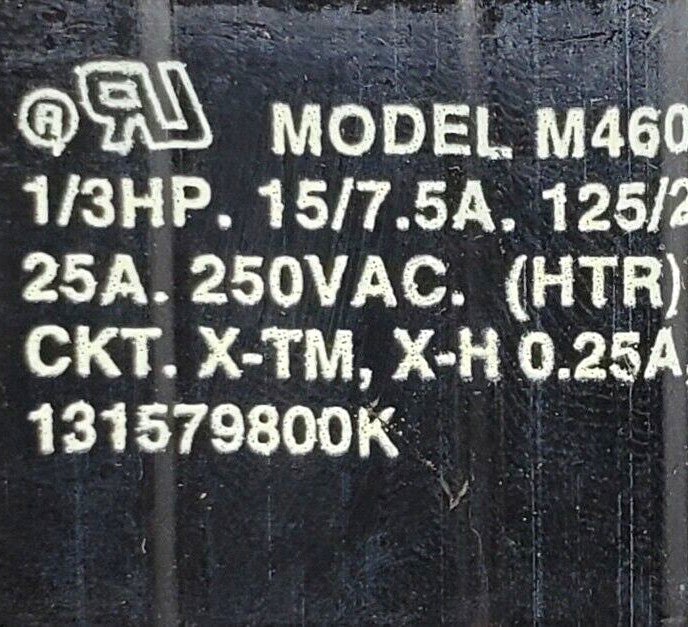 MODEL M460
1/3HP. 15/7.5A. 125/2
25A. 250VAC. (HTR)
CKT. X-TM, X-H 0.25A.
131579800K